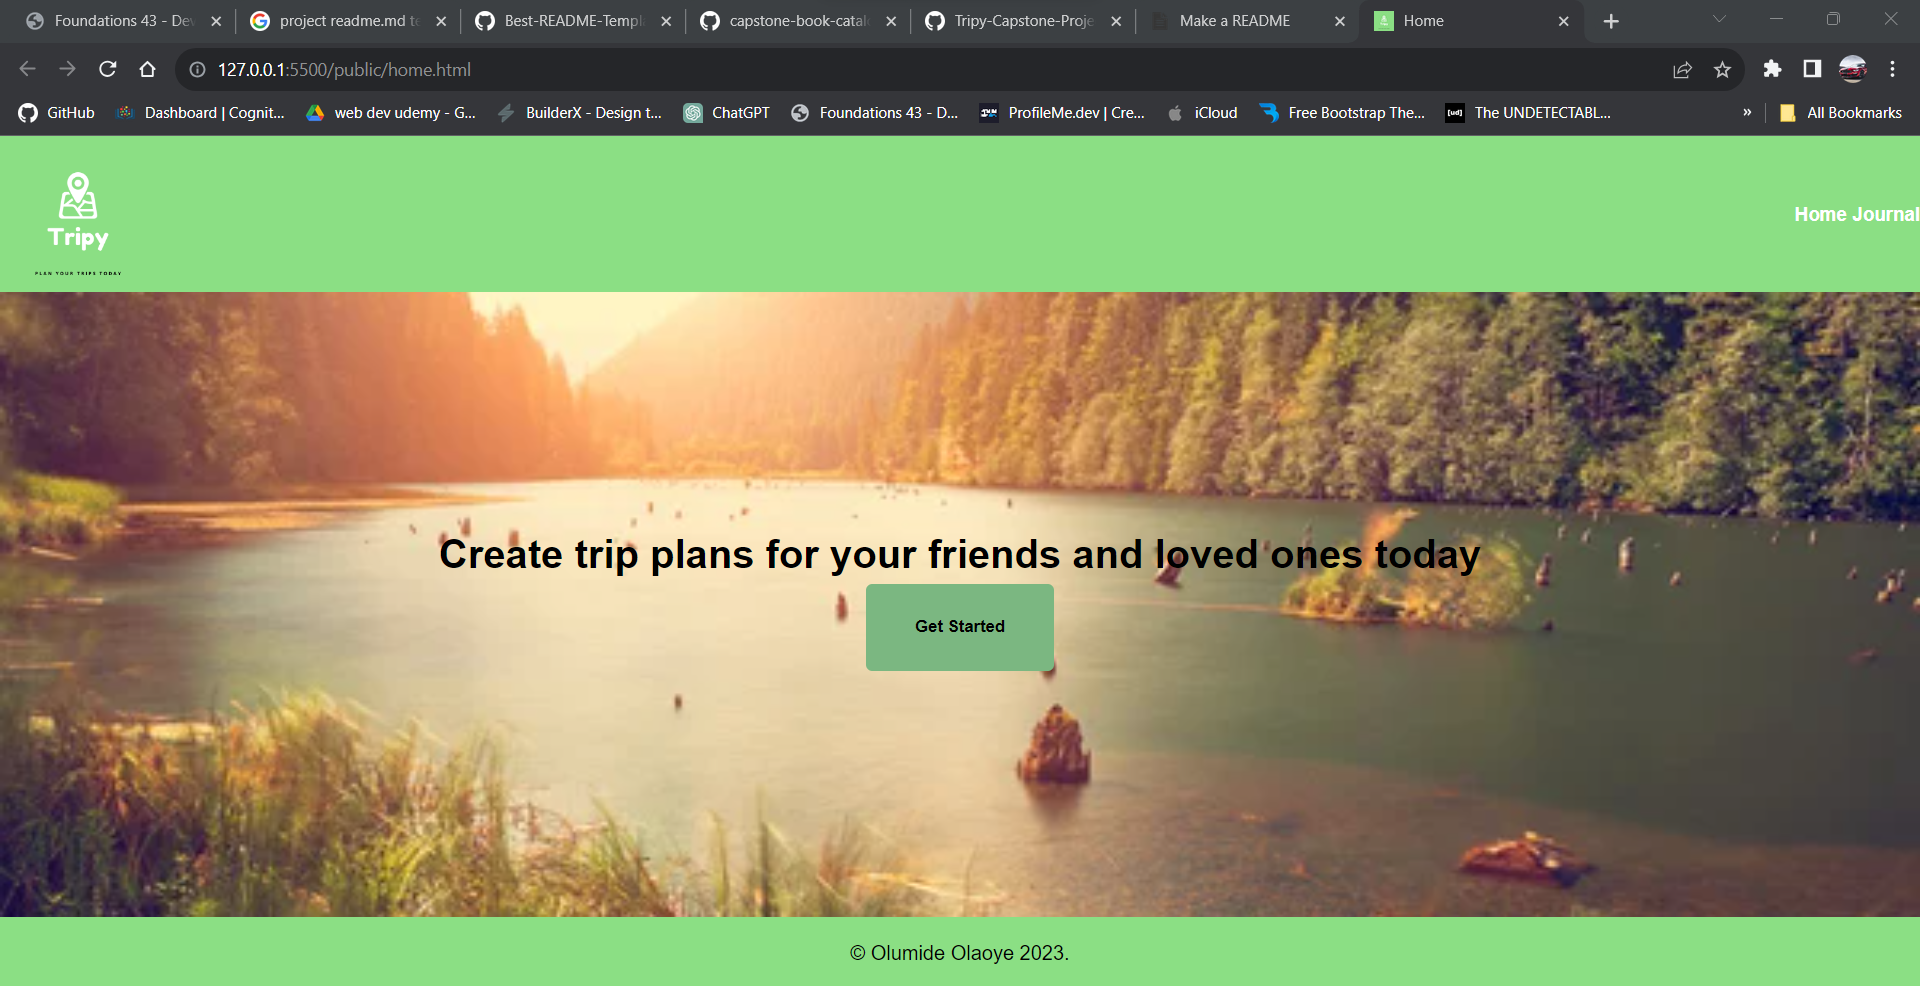 Foundations 43 - Dev
project readme.md te
Best-README-Templ
capstone-book-catal
Tripy-Capstone-Proje
Make a README
Home
127.0.0.1:5500/public/home.html
GitHub
Dashboard | Cognit...
web dev udemy - G...
BuilderX - Design t...
ChatGPT
Foundations 43 - D...
ProfileMe.dev | Cre...
iCloud
Free Bootstrap The...
[ud]
The UNDETECTABL...
»
All Bookmarks
Tripy
PLAN YOUR TRIPS TODAY
Home Journal
Create trip plans for your friends and loved ones today
Get Started
© Olumide Olaoye 2023.